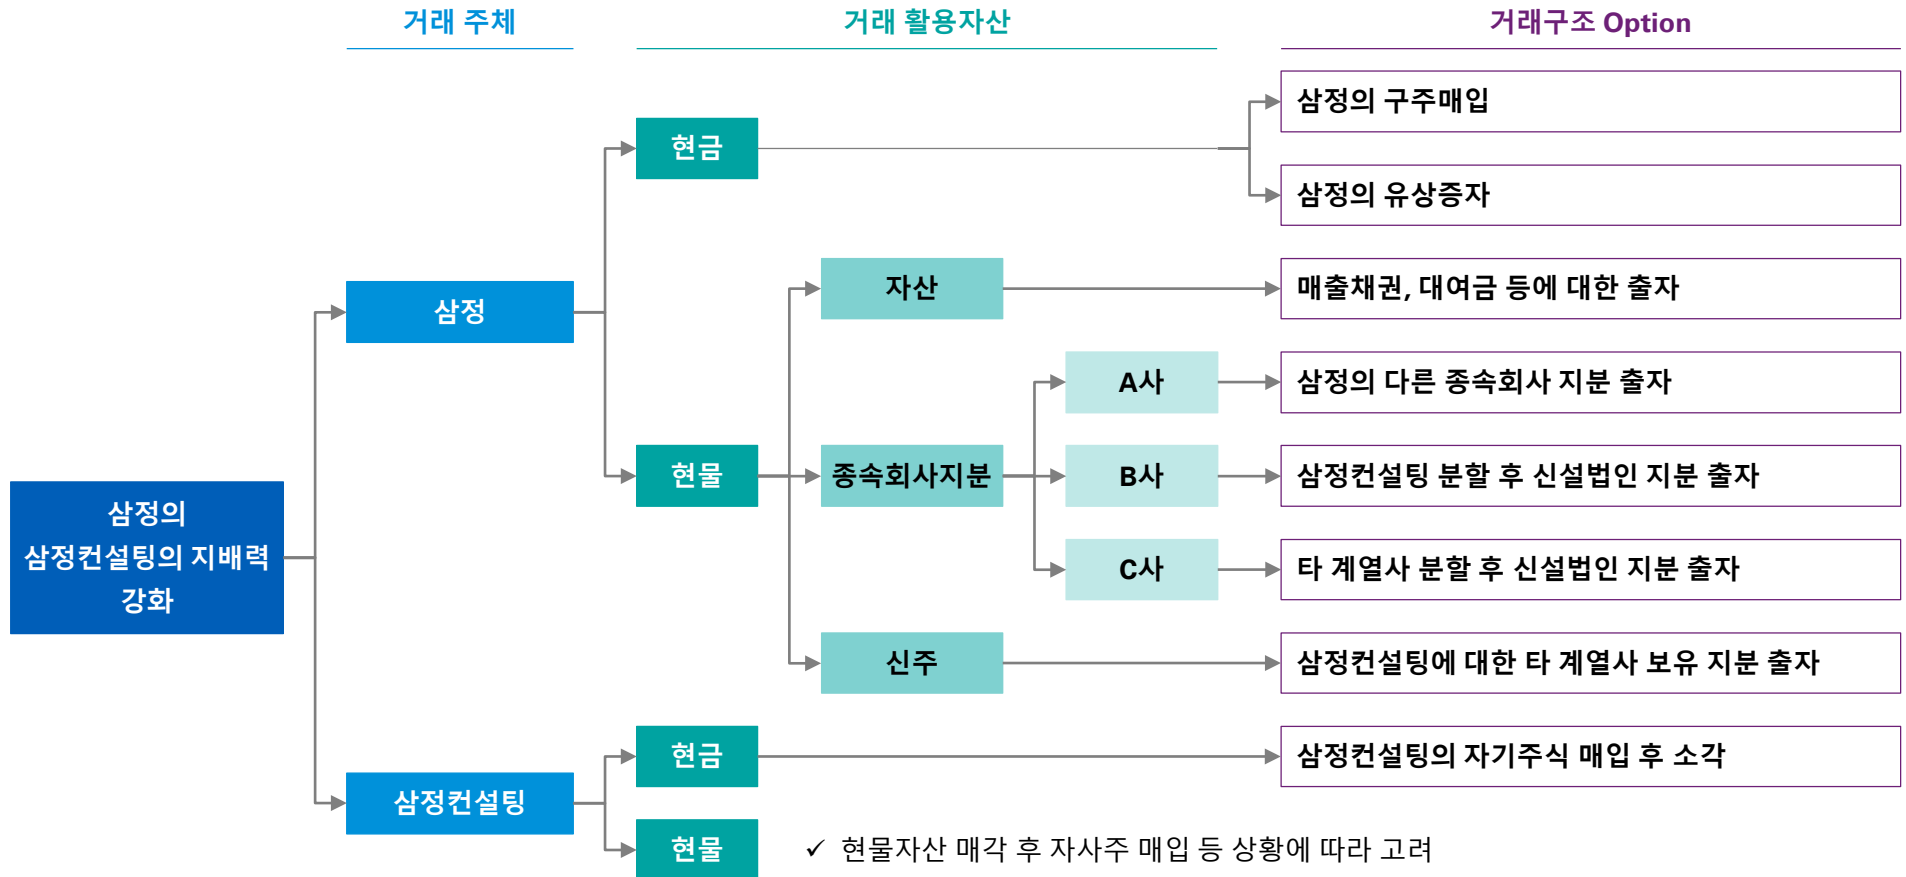 거래 주체
거래 활용자산
거래구조 Option
삼정의
삼정컨설팅의 지배력
강화
삼정
현금
삼정의 구주매입
삼정의 유상증자
현물
자산
매출채권, 대여금 등에 대한 출자
종속회사지분
A사
삼정의 다른 종속회사 지분 출자
B사
삼정컨설팅 분할 후 신설법인 지분 출자
C사
타 계열사 분할 후 신설법인 지분 출자
신주
삼정컨설팅에 대한 타 계열사 보유 지분 출자
삼정컨설팅
현금
삼정컨설팅의 자기주식 매입 후 소각
현물
✓ 현물자산 매각 후 자사주 매입 등 상황에 따라 고려